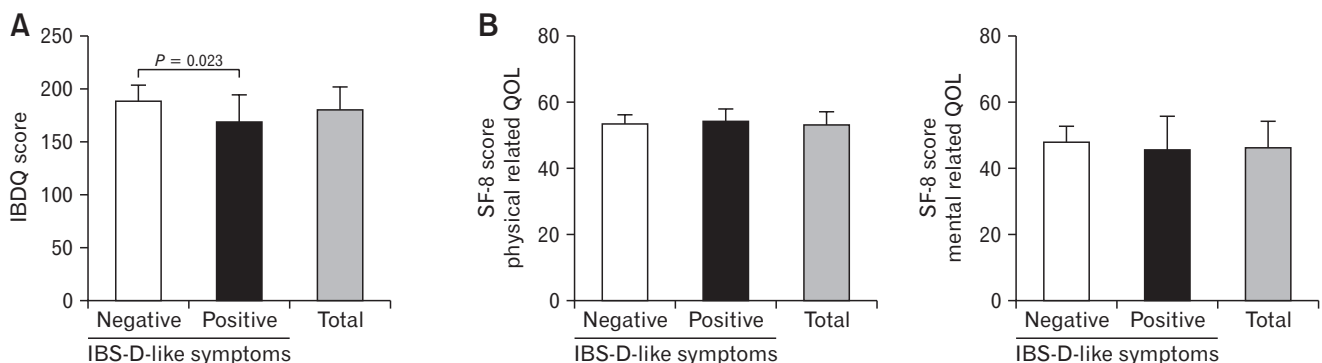 A
IBDQ score
250
200
150
100
50
0
P = 0.023
Negative Positive Total
IBS-D-like symptoms
B
SF-8 score
physical related QOL
80
60
40
20
0
Negative Positive Total
IBS-D-like symptoms
SF-8 score
mental related QOL
80
60
40
20
0
Negative Positive Total
IBS-D-like symptoms